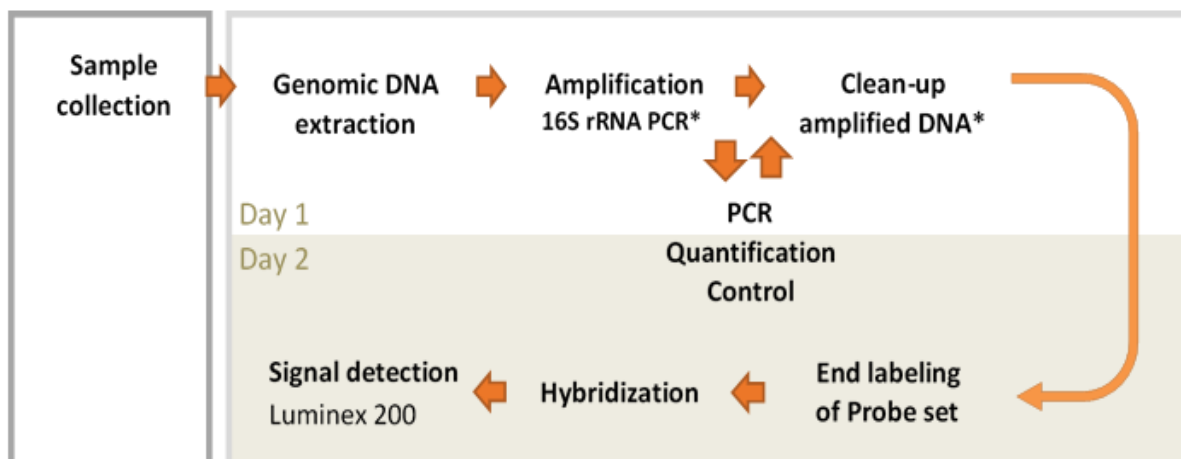 Sample
collection
Genomic DNA
extraction
Amplification
16S rRNA PCR*
Clean-up
amplified DNA*
Day 1
PCR
Quantification
Control
Day 2
Signal detection
Luminex 200
Hybridization
End labeling
of Probe set